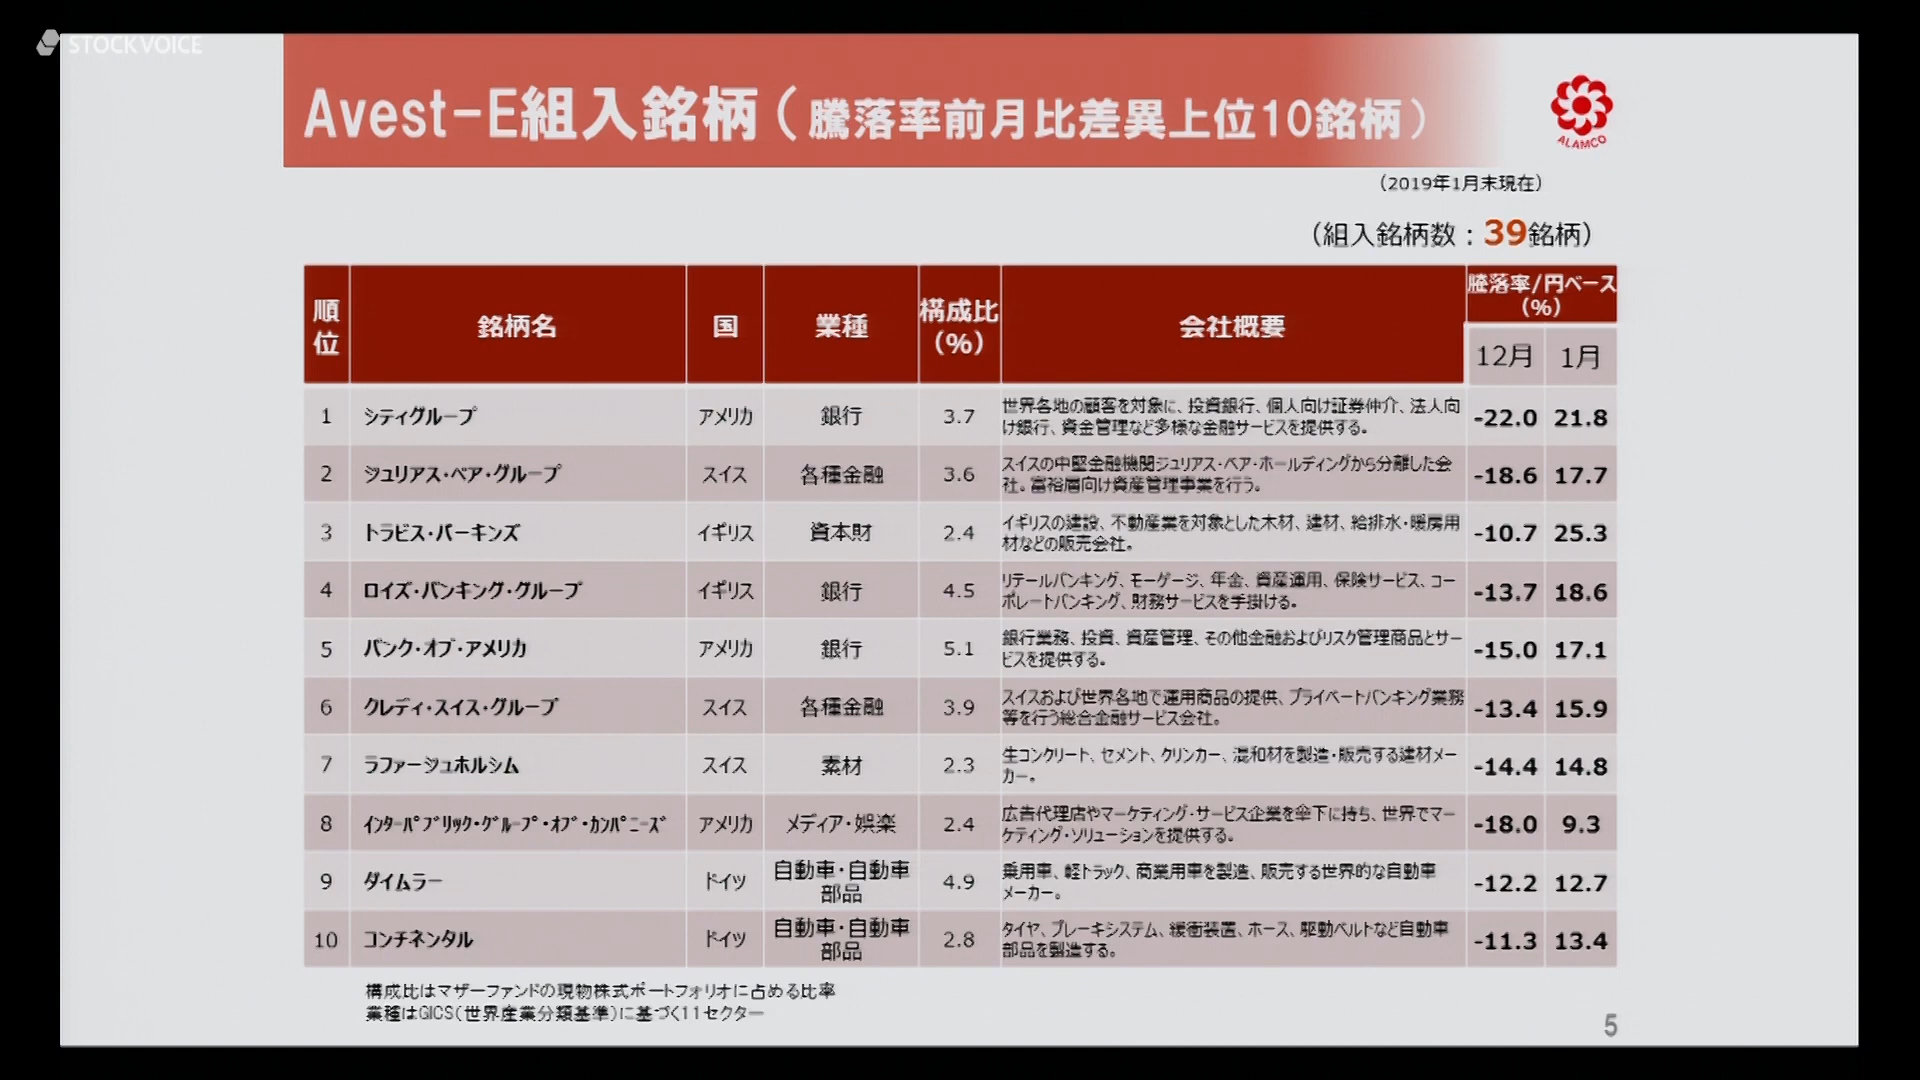 STOCKVOICE
Avest-E組入銘柄(騰落率前月比差異上位10銘柄)
ALAMCO
(2019年1月末現在)
(組入銘柄数:39銘柄)
順位 銘柄名 国 業種 構成比(%) 会社概要 騰落率/円ベース(%)
12月 1月
1 シティグループ アメリカ 銀行 3.7 世界各地の顧客を対象に、投資銀行、個人向け証券仲介、法人向け銀行、資金管理など多様な金融サービスを提供する。 -22.0 21.8
2 ジュリアス・ベア・グループ スイス 各種金融 3.6 スイスの中堅金融機関ジュリアス・ベア・ホールディングから分離した会社。富裕層向け資産管理事業を行う。 -18.6 17.7
3 トラビス・パーキンズ イギリス 資本財 2.4 イギリスの建設、不動産業を対象とした木材、建材、給排水・暖房用材などの販売会社。 -10.7 25.3
4 ロイズ・バンキング・グループ イギリス 銀行 4.5 リテールバンキング、モーゲージ、年金、資産運用、保険サービス、コーポレートバンキング、財務サービスを手掛ける。 -13.7 18.6
5 バンク・オブ・アメリカ アメリカ 銀行 5.1 銀行業務、投資、資産管理、その他金融およびリスク管理商品とサービスを提供する。 -15.0 17.1
6 クレディ・スイス・グループ スイス 各種金融 3.9 スイスおよび世界各地で運用商品の提供、プライベートバンキング業務等を行う総合金融サービス会社。 -13.4 15.9
7 ラファージュホルシム スイス 素材 2.3 生コンクリート、セメント、クリンカー、混和材を製造・販売する建材メーカー。 -14.4 14.8
8 インターパブリック・グループ・オブ・カンパニーズ アメリカ メディア・娯楽 2.4 広告代理店やマーケティング・サービス企業を傘下に持ち、世界でマーケティング・ソリューションを提供する。 -18.0 9.3
9 ダイムラー ドイツ 自動車・自動車部品 4.9 乗用車、軽トラック、商業用車を製造、販売する世界的な自動車メーカー。 -12.2 12.7
10 コンチネンタル ドイツ 自動車・自動車部品 2.8 タイヤ、ブレーキシステム、緩衝装置、ホース、駆動ベルトなど自動車部品を製造する。 -11.3 13.4
構成比はマザーファンドの現物株式ポートフォリオに占める比率
業種はGICS(世界産業分類基準)に基づく11セクター
5